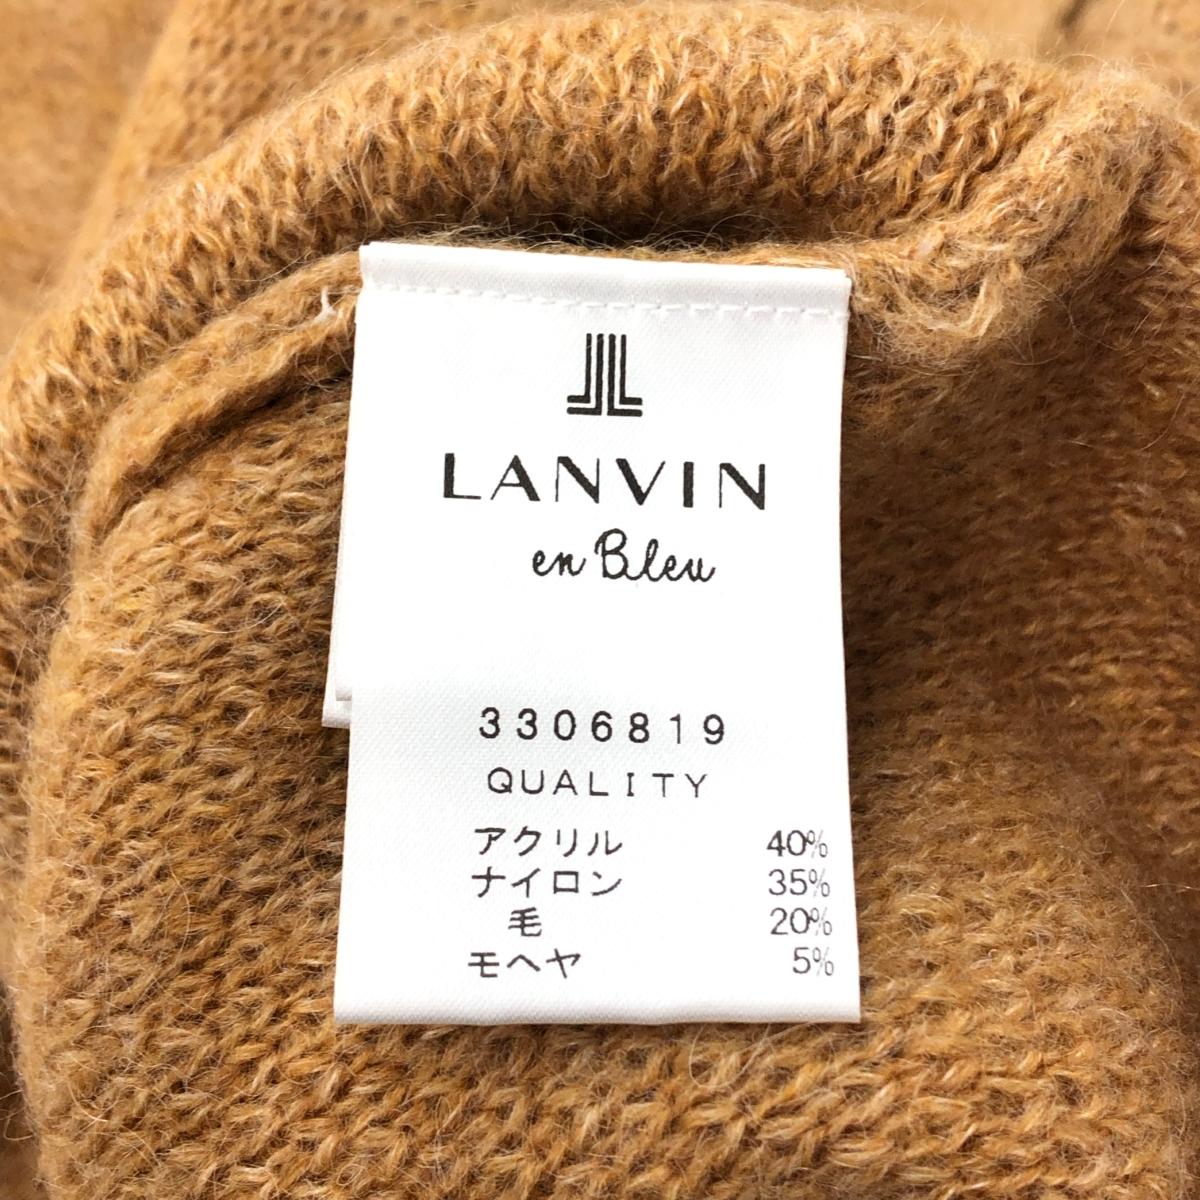 LANVIN
en Bleu
3306819
QUALITY
アクリル 40%
ナイロン 35%
毛 20%
モヘヤ 5%